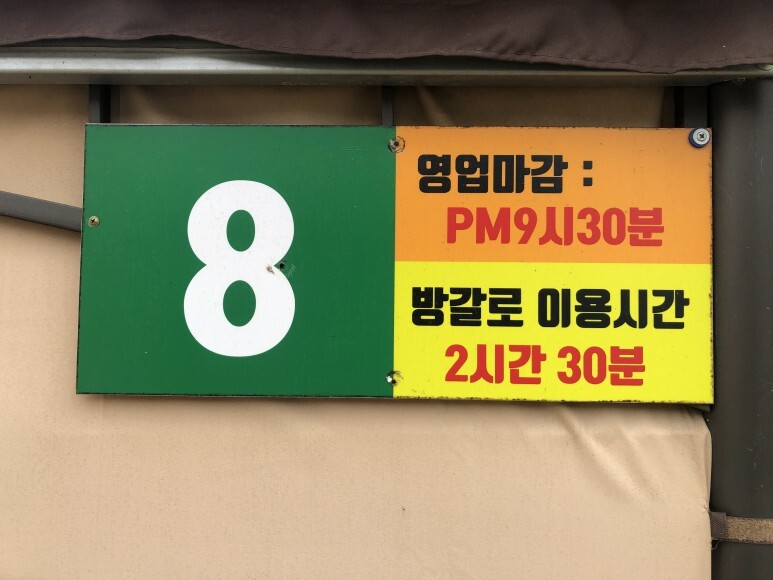 8
영업마감 :
PM9시30분
방갈로 이용시간
2시간 30분